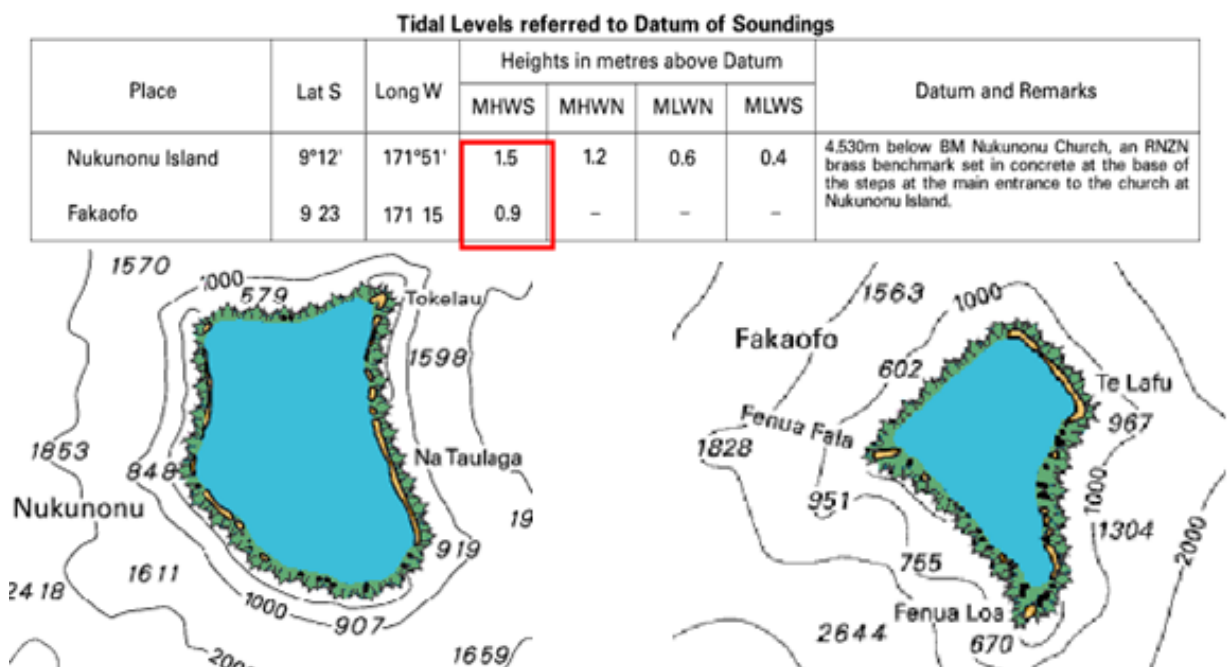 Tidal Levels referred to Datum of Soundings
Place Lat S Long W Heights in metres above Datum Datum and Remarks
MHWS MHWN MLWN MLWS
Nukunonu Island 9°12' 171°51' 1.5 1.2 0.6 0.4
4.530m below BM Nukunonu Church, an RNZN
brass benchmark set in concrete at the base of
the steps at the main entrance to the church at
Nukunonu Island.
Fakaofo 9 23 171 15 0.9 – – –
1570
1000
579
Tokelau
1598
1853
848
Na Taulaga
Nukunonu
19
919
1611
2418
1000
907
200
1659
1563
1000
Fakaofo
602
Te Lafu
Fenua Fala
967
1828
951
1000
1304
755
2000
Fenua Loa
2644
670